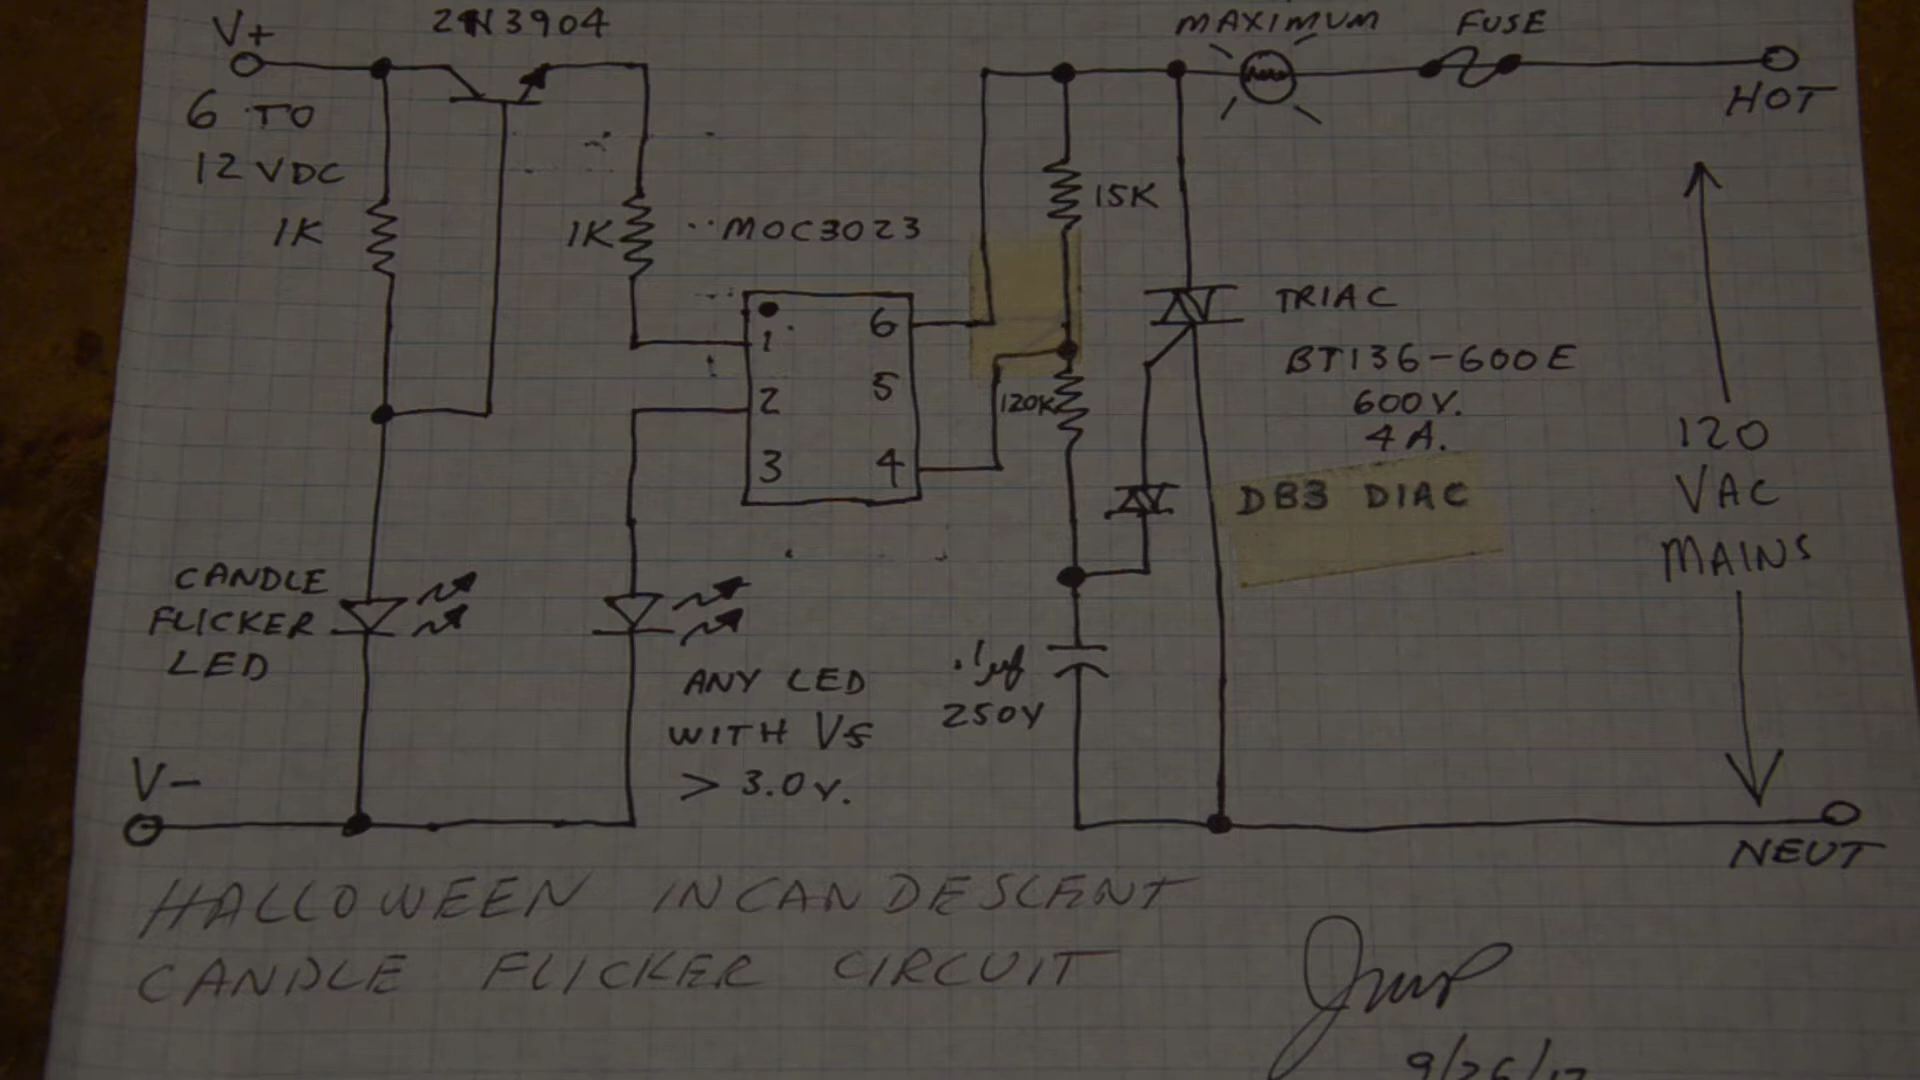 2N3904
MAXIMUM
FUSE
V+
6 TO
12 VDC
HOT
1K
1K
MOC3023
15K
1
2
3
6
5
4
120K
TRIAC
BT136-600E
600V.
4A.
DB3 DIAC
120
VAC
MAINS
CANDLE
FLICKER
LED
ANY LED
WITH Vf
> 3.0V.
.1µf
250V
V-
NEUT
HALLOWEEN INCANDESCENT
CANDLE FLICKER CIRCUIT